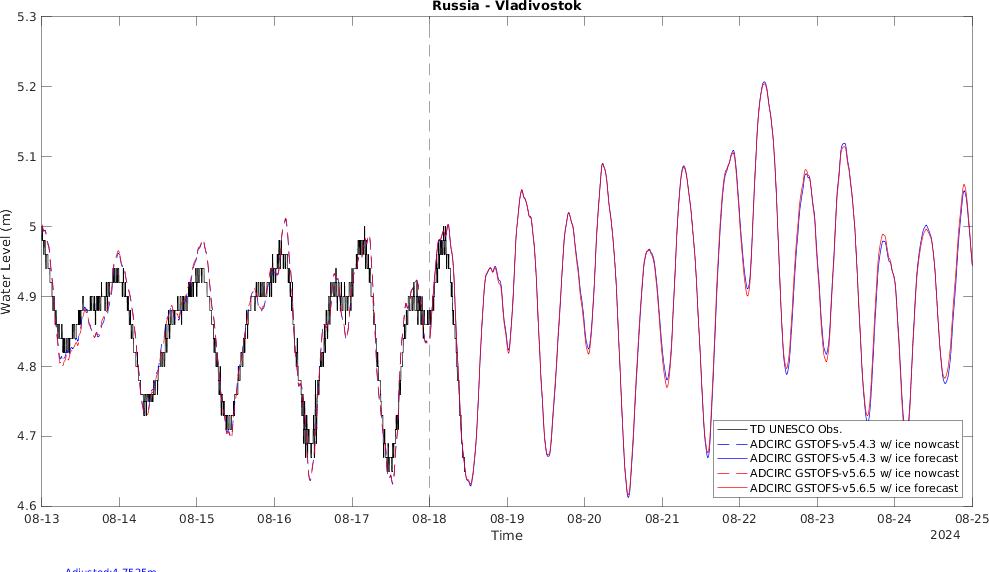 Russia - Vladivostok
5.3
5.2
5.1
5
4.9
4.8
4.7
4.6
Water Level (m)
TD UNESCO Obs.
ADCIRC GSTOFS-v5.4.3 w/ ice nowcast
ADCIRC GSTOFS-v5.4.3 w/ ice forecast
ADCIRC GSTOFS-v5.6.5 w/ ice nowcast
ADCIRC GSTOFS-v5.6.5 w/ ice forecast
08-13 08-14 08-15 08-16 08-17 08-18 08-19 08-20 08-21 08-22 08-23 08-24 08-25
Time
2024